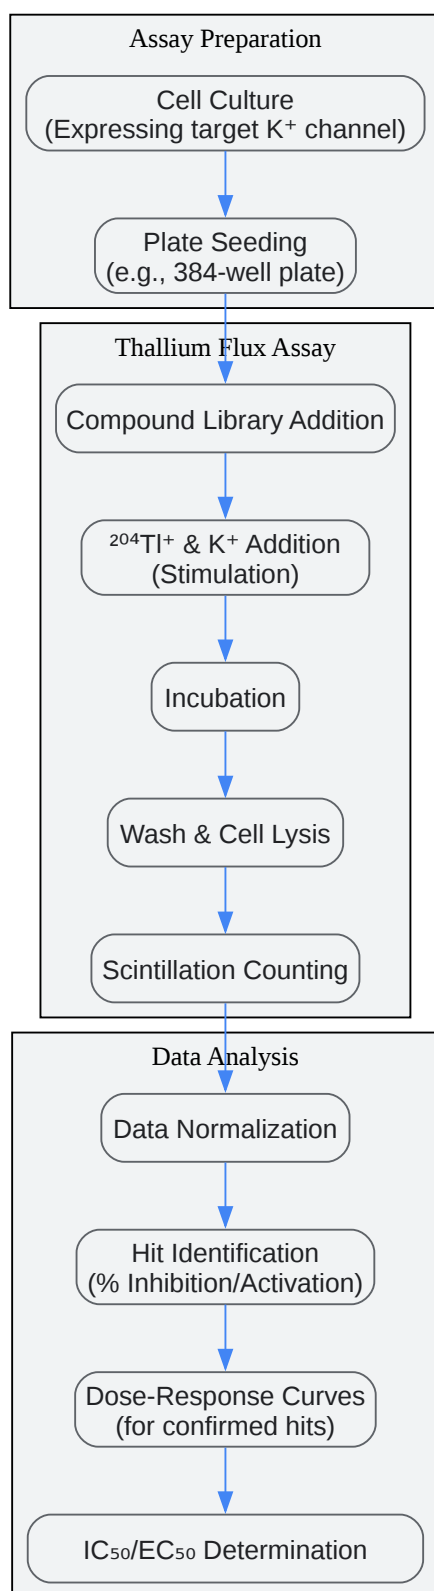 Assay Preparation
Cell Culture
(Expressing target K⁺ channel)
Plate Seeding
(e.g., 384-well plate)
Thallium Flux Assay
Compound Library Addition
²⁰⁴Tl⁺ & K⁺ Addition
(Stimulation)
Incubation
Wash & Cell Lysis
Scintillation Counting
Data Analysis
Data Normalization
Hit Identification
(% Inhibition/Activation)
Dose-Response Curves
(for confirmed hits)
IC₅₀/EC₅₀ Determination